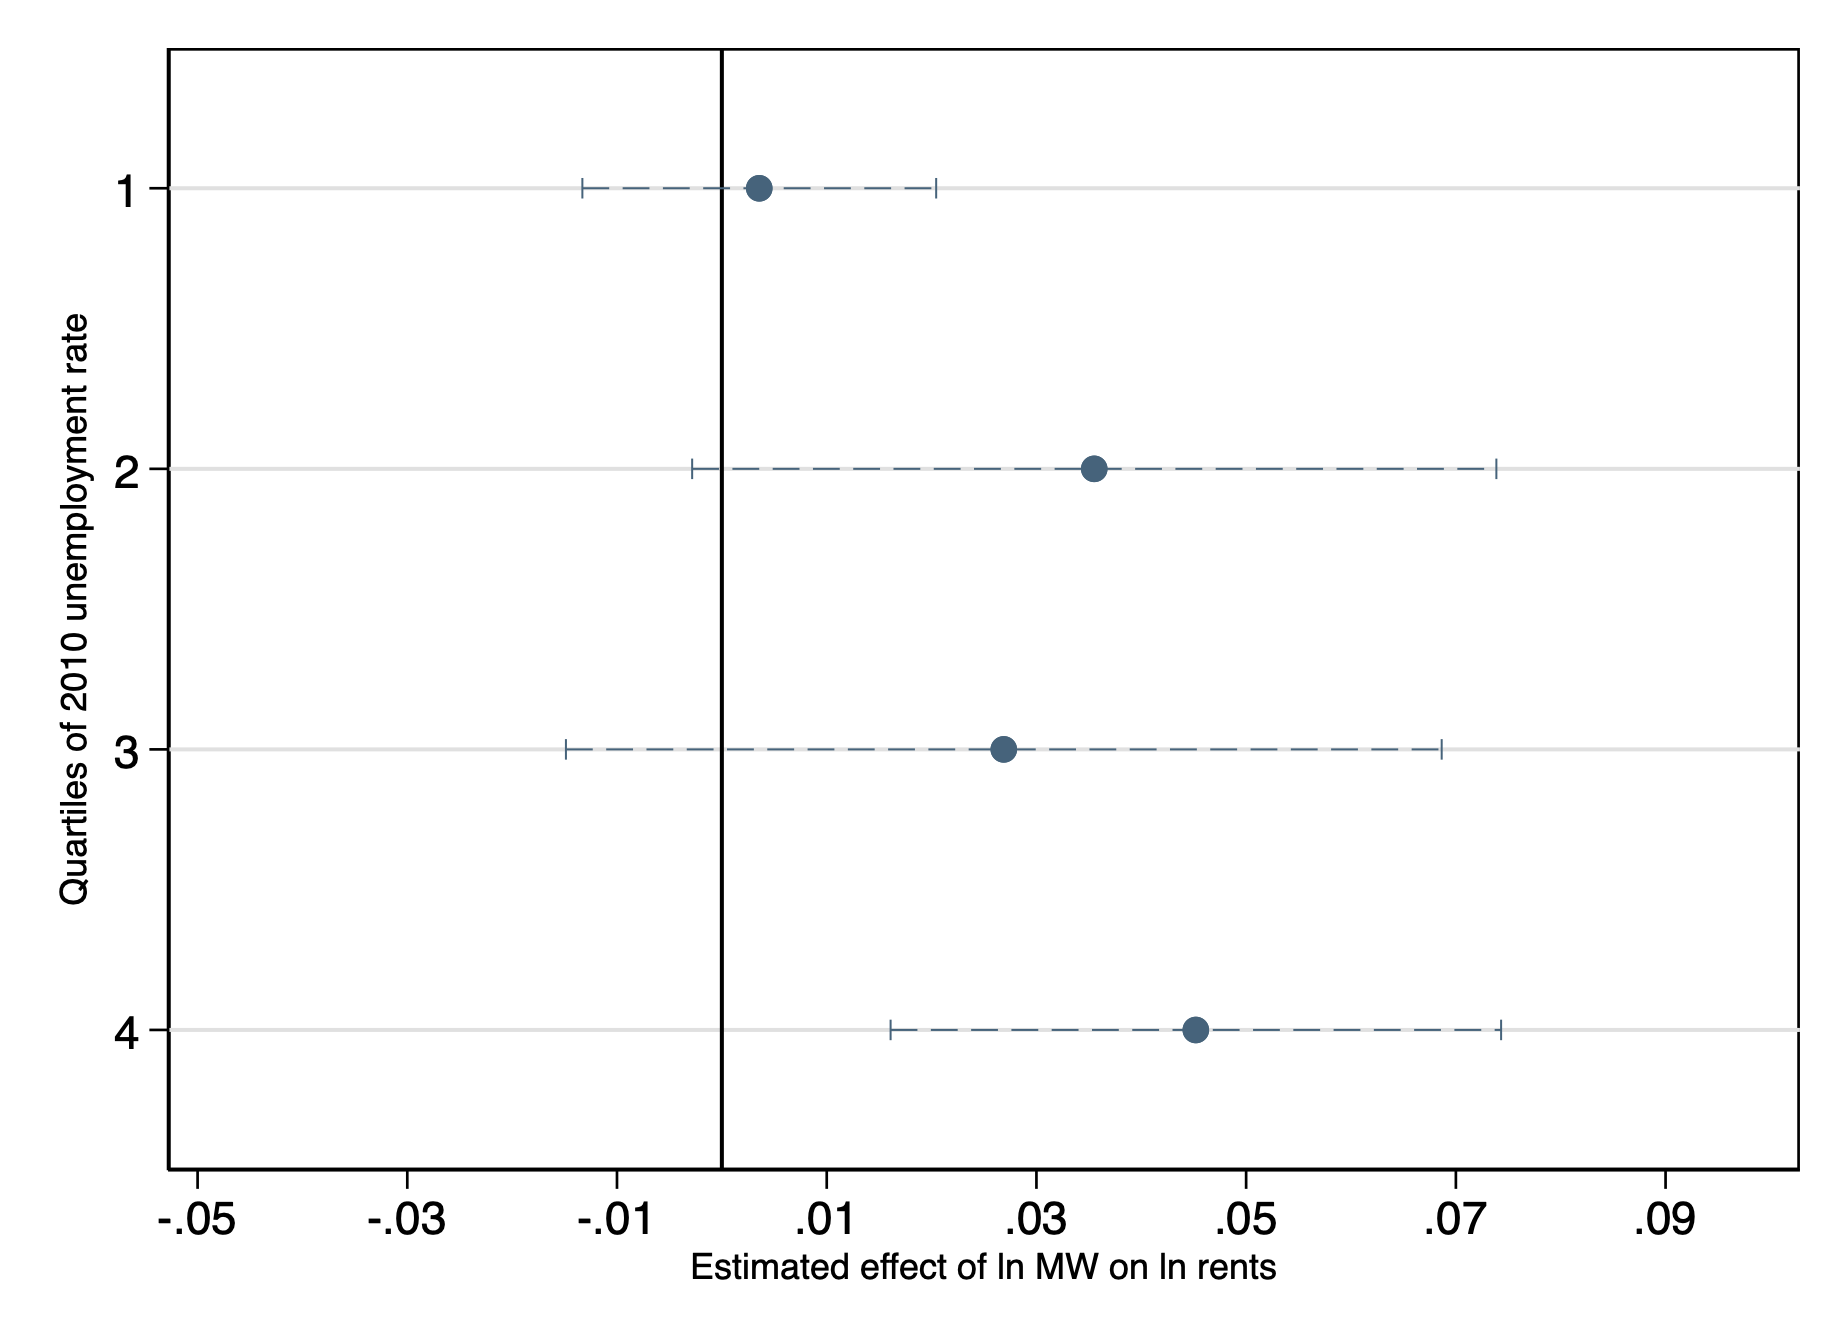 Quartiles of 2010 unemployment rate
1
2
3
4
-.05 -.03 -.01 .01 .03 .05 .07 .09
Estimated effect of ln MW on ln rents